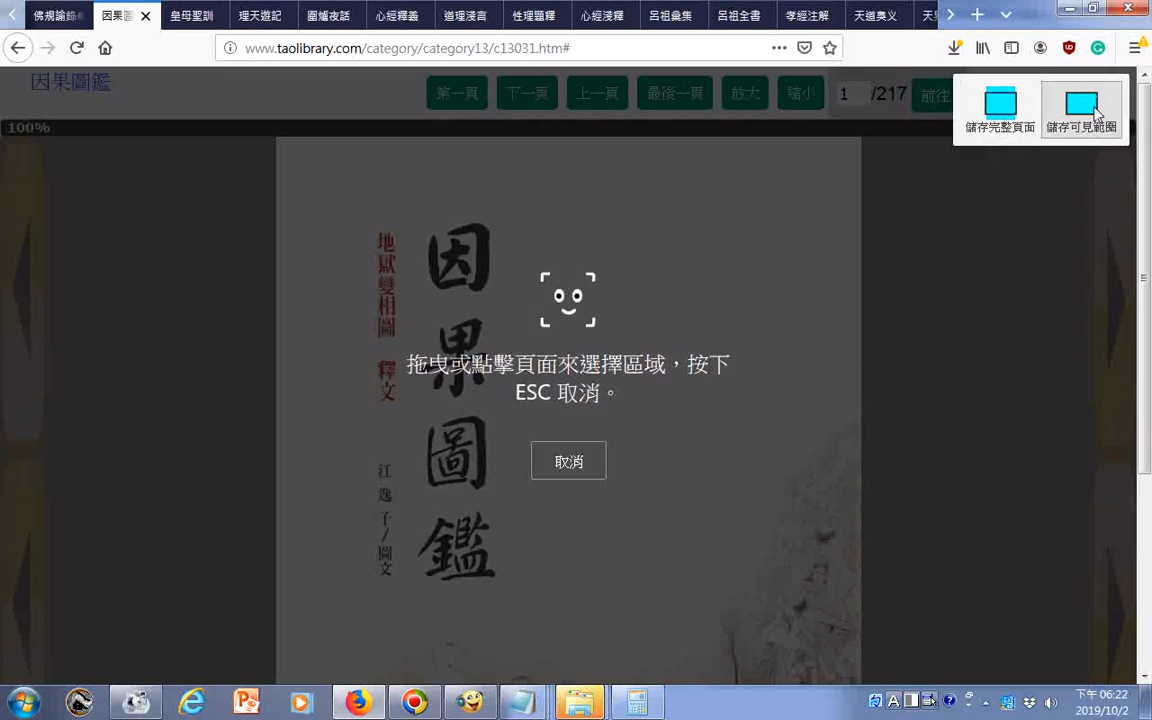 佛規諭錄
因果圖
皇母聖訓
理天遊記
圍爐夜話
心經釋義
道理淺言
性理題釋
心經淺釋
呂祖彙集
呂祖全書
孝經注解
天道奧義
www.taolibrary.com/category/category13/c13031.htm#
因果圖鑑
第一頁
下一頁
上一頁
最後一頁
放大
縮小
1
/217
前往
儲存完整頁面
儲存可見範圍
100%
因果圖鑑
地獄變相圖 釋文
江逸子/圖文
拖曳或點擊頁面來選擇區域，按下
ESC 取消。
取消
下午 06:22
2019/10/2